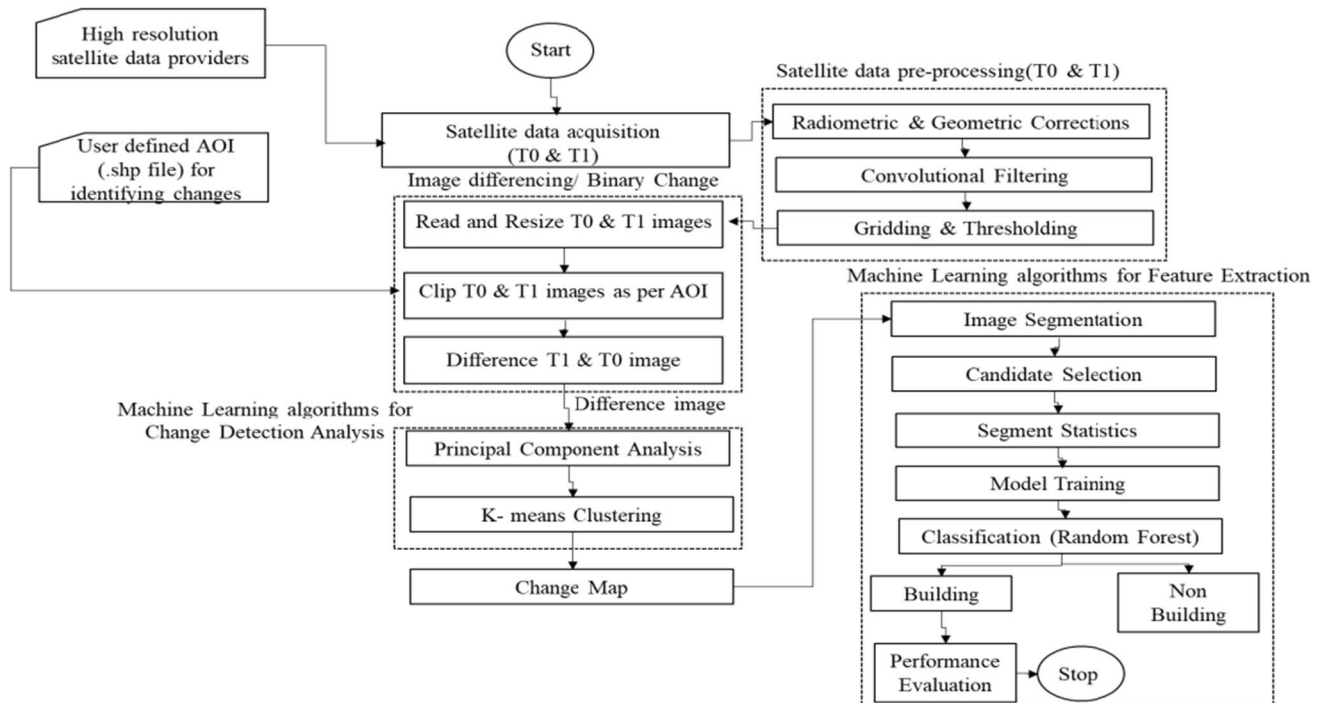 High resolution
satellite data providers
Start
Satellite data pre-processing(T0 & T1)
User defined AOI
(.shp file) for
identifying changes
Satellite data acquisition
(T0 & T1)
Radiometric & Geometric Corrections
Convolutional Filtering
Gridding & Thresholding
Image differencing/ Binary Change
Read and Resize T0 & T1 images
Clip T0 & T1 images as per AOI
Difference T1 & T0 image
Difference image
Machine Learning algorithms for
Change Detection Analysis
Principal Component Analysis
K- means Clustering
Change Map
Machine Learning algorithms for Feature Extraction
Image Segmentation
Candidate Selection
Segment Statistics
Model Training
Classification (Random Forest)
Building
Non
Building
Performance
Evaluation
Stop